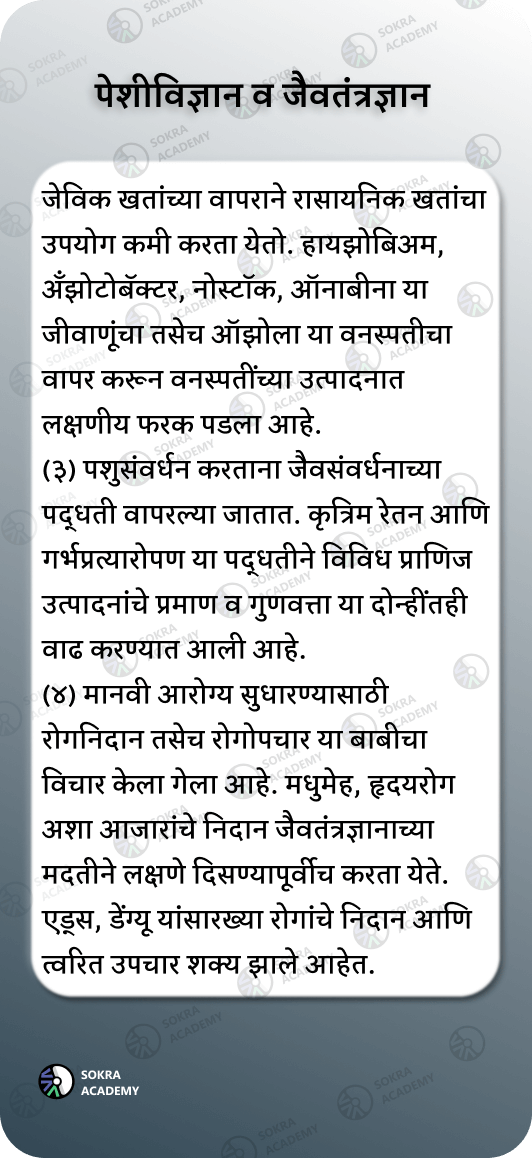 पेशीविज्ञान व जैवतंत्रज्ञान
जेविक खतांच्या वापराने रासायनिक खतांचा
उपयोग कमी करता येतो. हायझोबिअम,
अँझोटोबॅक्टर, नोस्टॉक, ऑनाबीना या
जीवाणूंचा तसेच ऑझोला या वनस्पतीचा
वापर करून वनस्पतींच्या उत्पादनात
लक्षणीय फरक पडला आहे.
(३) पशुसंवर्धन करताना जैवसंवर्धनाच्या
पद्धती वापरल्या जातात. कृत्रिम रेतन आणि
गर्भप्रत्यारोपण या पद्धतीने विविध प्राणिज
उत्पादनांचे प्रमाण व गुणवत्ता या दोन्हींतही
वाढ करण्यात आली आहे.
(४) मानवी आरोग्य सुधारण्यासाठी
रोगनिदान तसेच रोगोपचार या बाबीचा
विचार केला गेला आहे. मधुमेह, हृदयरोग
अशा आजारांचे निदान जैवतंत्रज्ञानाच्या
मदतीने लक्षणे दिसण्यापूर्वीच करता येते.
एड्स, डेंग्यू यांसारख्या रोगांचे निदान आणि
त्वरित उपचार शक्य झाले आहेत.
SOKRA
ACADEMY